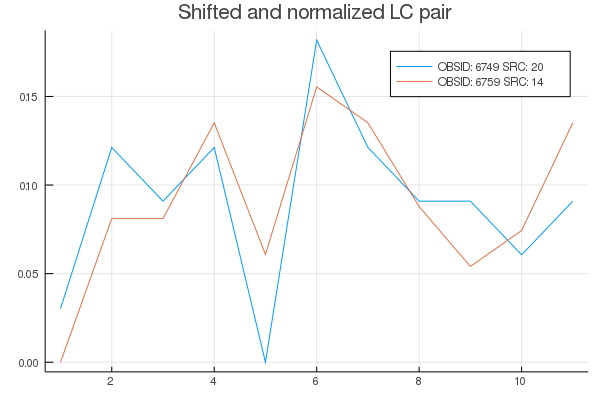 Shifted and normalized LC pair
OBSID: 6749 SRC: 20
OBSID: 6759 SRC: 14
0.15
0.10
0.05
0.00
2 4 6 8 10